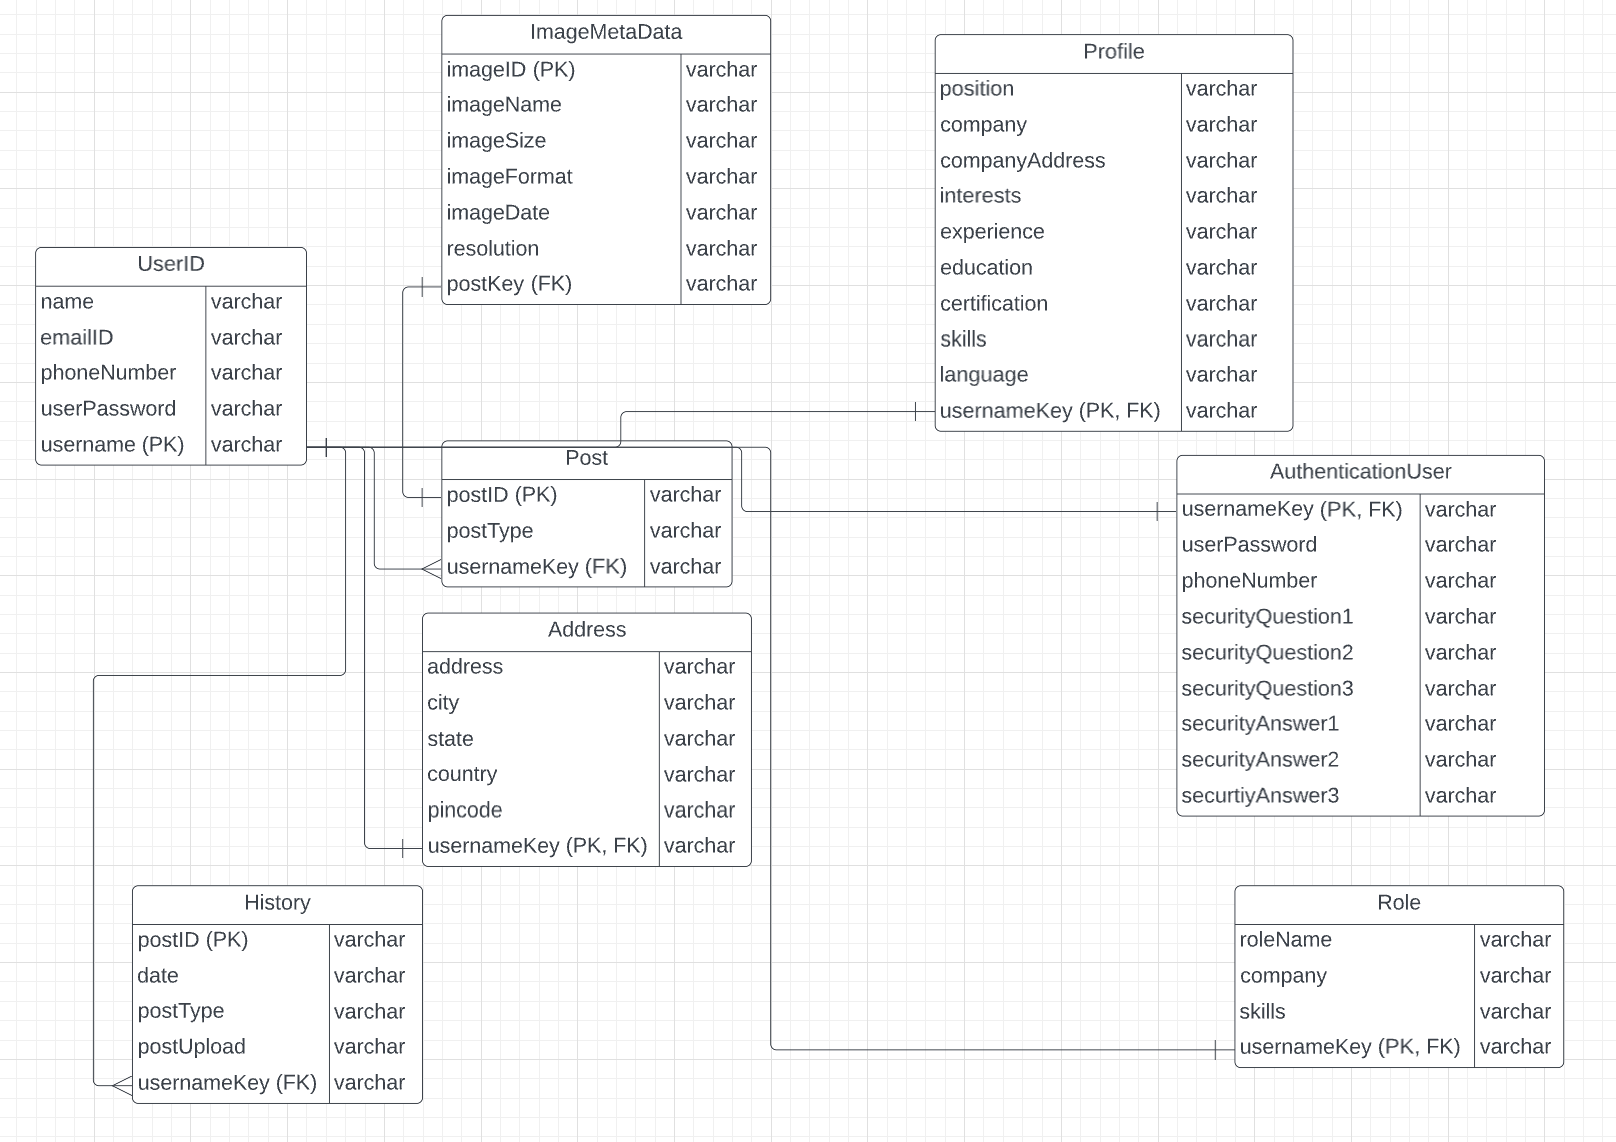 ImageMetaData
imageID (PK) varchar
imageName varchar
imageSize varchar
imageFormat varchar
imageDate varchar
resolution varchar
postKey (FK) varchar
Profile
position varchar
company varchar
companyAddress varchar
interests varchar
experience varchar
education varchar
certification varchar
skills varchar
language varchar
usernameKey (PK, FK) varchar
UserID
name varchar
emailID varchar
phoneNumber varchar
userPassword varchar
username (PK) varchar
Post
postID (PK) varchar
postType varchar
usernameKey (FK) varchar
AuthenticationUser
usernameKey (PK, FK) varchar
userPassword varchar
phoneNumber varchar
securityQuestion1 varchar
securityQuestion2 varchar
securityQuestion3 varchar
securityAnswer1 varchar
securityAnswer2 varchar
securtiyAnswer3 varchar
Address
address varchar
city varchar
state varchar
country varchar
pincode varchar
usernameKey (PK, FK) varchar
History
postID (PK) varchar
date varchar
postType varchar
postUpload varchar
usernameKey (FK) varchar
Role
roleName varchar
company varchar
skills varchar
usernameKey (PK, FK) varchar